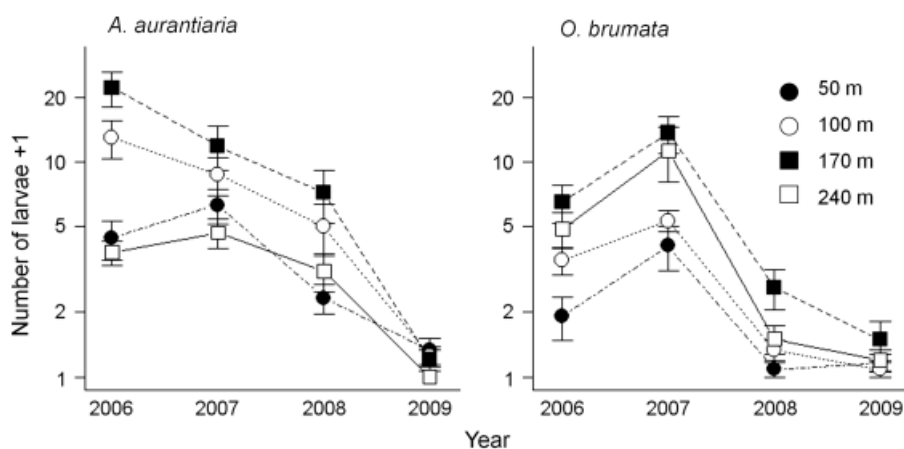 A. aurantiaria
O. brumata
Number of larvae +1
20
10
5
2
1
50 m
100 m
170 m
240 m
20
10
5
2
1
2006 2007 2008 2009
2006 2007 2008 2009
Year